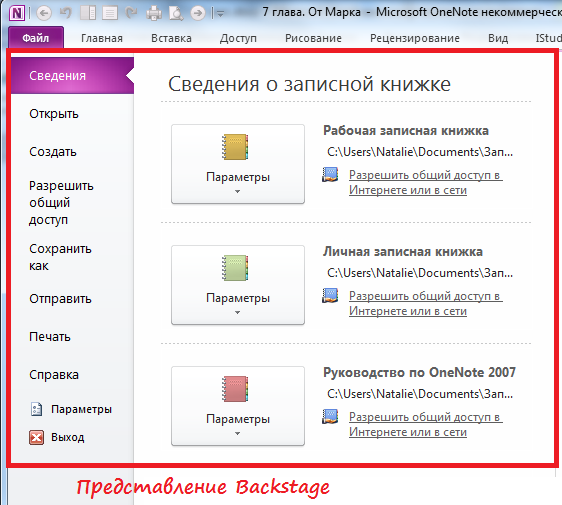 7 глава. От Марка - Microsoft OneNote некоммерческ
Файл Главная Вставка Доступ Рисование Рецензирование Вид IStud
Сведения
Открыть
Создать
Разрешить
общий
доступ
Сохранить
как
Отправить
Печать
Справка
Параметры
Выход
Сведения о записной книжке
Параметры
Рабочая записная книжка
C:\Users\Natalie\Documents\Зап...
Разрешить общий доступ в
Интернете или в сети
Параметры
Личная записная книжка
C:\Users\Natalie\Documents\Зап...
Разрешить общий доступ в
Интернете или в сети
Параметры
Руководство по OneNote 2007
C:\Users\Natalie\Documents\Зап...
Разрешить общий доступ в
Интернете или в сети
Представление Backstage